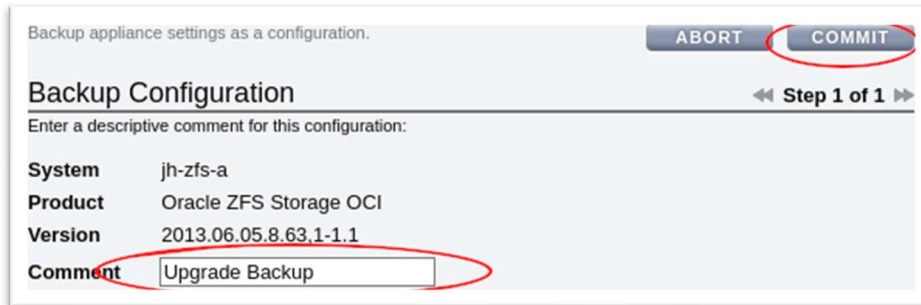 Backup appliance settings as a configuration.
ABORT COMMIT
Backup Configuration Step 1 of 1
Enter a descriptive comment for this configuration:
System jh-zfs-a
Product Oracle ZFS Storage OCI
Version 2013.06.05.8.63,1-1.1
Comment Upgrade Backup